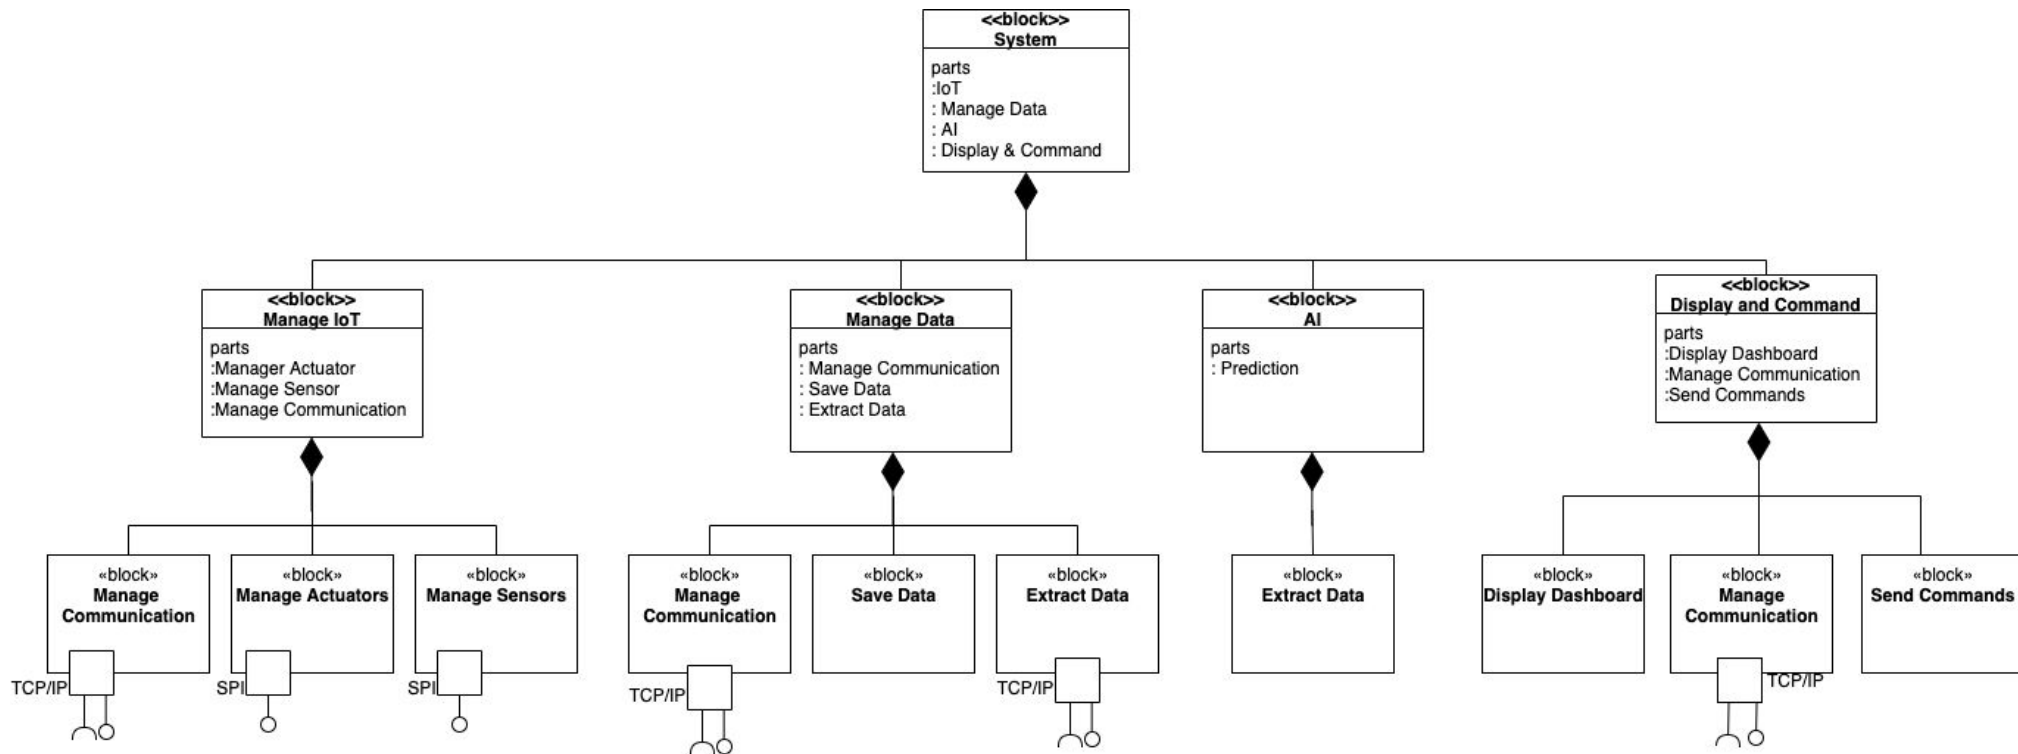 <<block>>
System
parts
:IoT
: Manage Data
: AI
: Display & Command
<<block>>
Manage IoT
parts
:Manager Actuator
:Manage Sensor
:Manage Communication
<<block>>
Manage Data
parts
: Manage Communication
: Save Data
: Extract Data
<<block>>
AI
parts
: Prediction
<<block>>
Display and Command
parts
:Display Dashboard
:Manage Communication
:Send Commands
«block»
Manage
Communication
TCP/IP
«block»
Manage Actuators
SPI
«block»
Manage Sensors
SPI
«block»
Manage
Communication
TCP/IP
«block»
Save Data
«block»
Extract Data
TCP/IP
«block»
Extract Data
«block»
Display Dashboard
«block»
Manage
Communication
TCP/IP
«block»
Send Commands